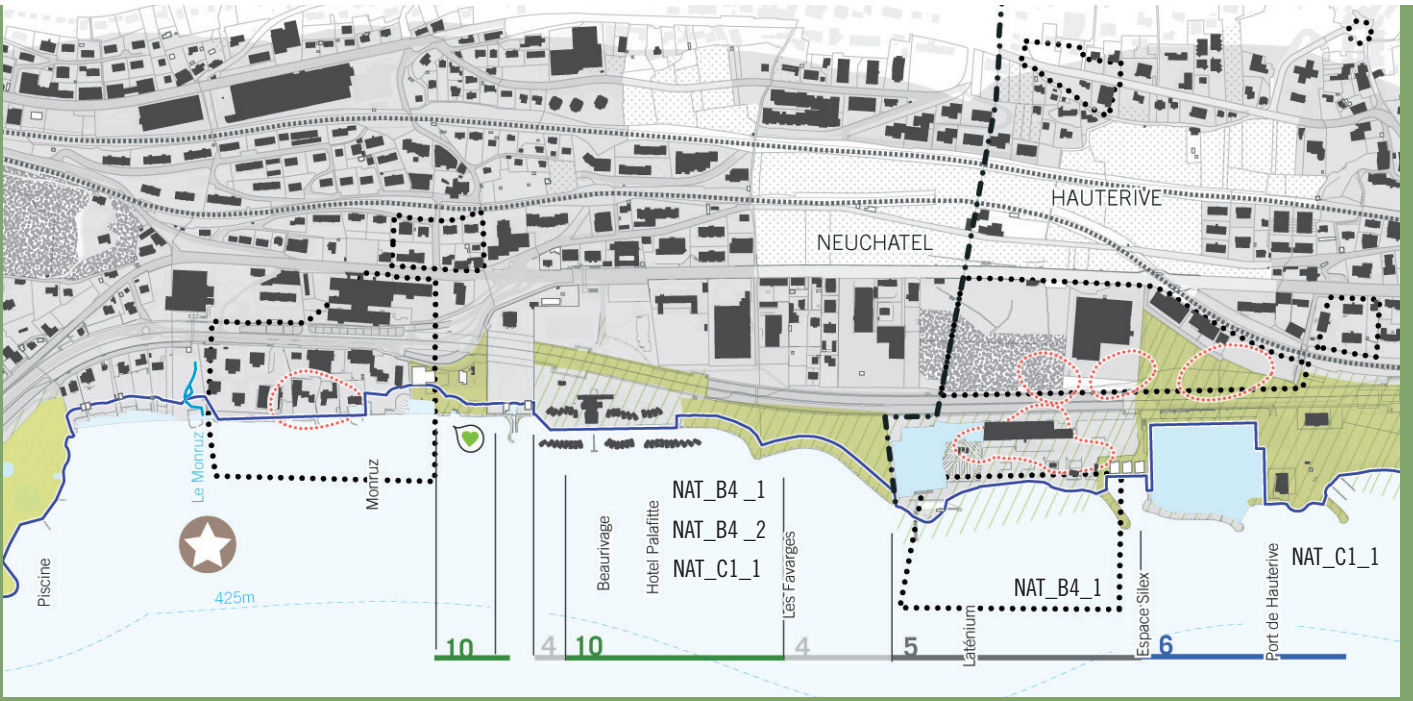 HAUTERIVE
NEUCHATEL
Le Monruz
Monruz
Piscine
425m
Beaurivage
Hotel Palafitte
NAT_B4 _1
NAT_B4 _2
NAT_C1_1
Les Favarges
NAT_B4_1
Laténium
Espace Silex
Port de Hauterive
NAT_C1_1
10
4
10
4
5
6